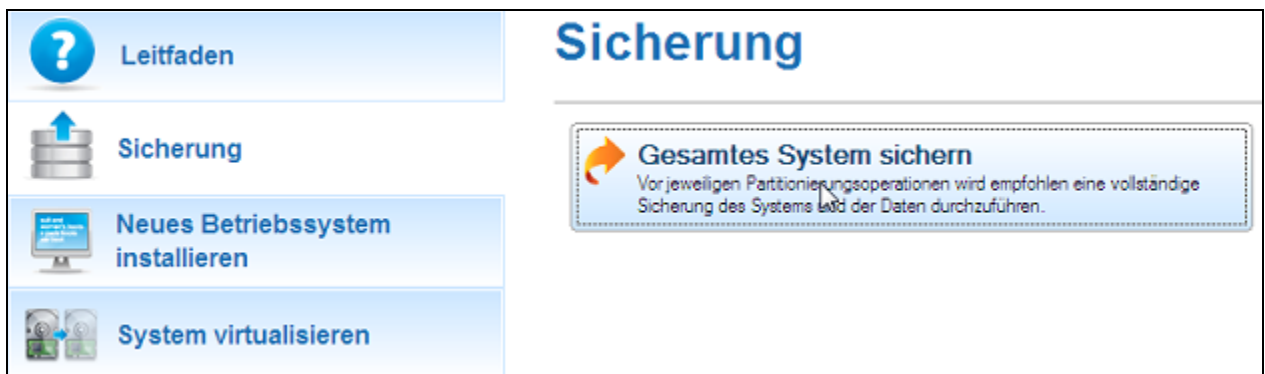 Leitfaden
Sicherung
Neues Betriebssystem
installieren
System virtualisieren
Sicherung
Gesamtes System sichern
Vor jeweiligen Partitionierungsoperationen wird empfohlen eine vollständige
Sicherung des Systems und der Daten durchzuführen.